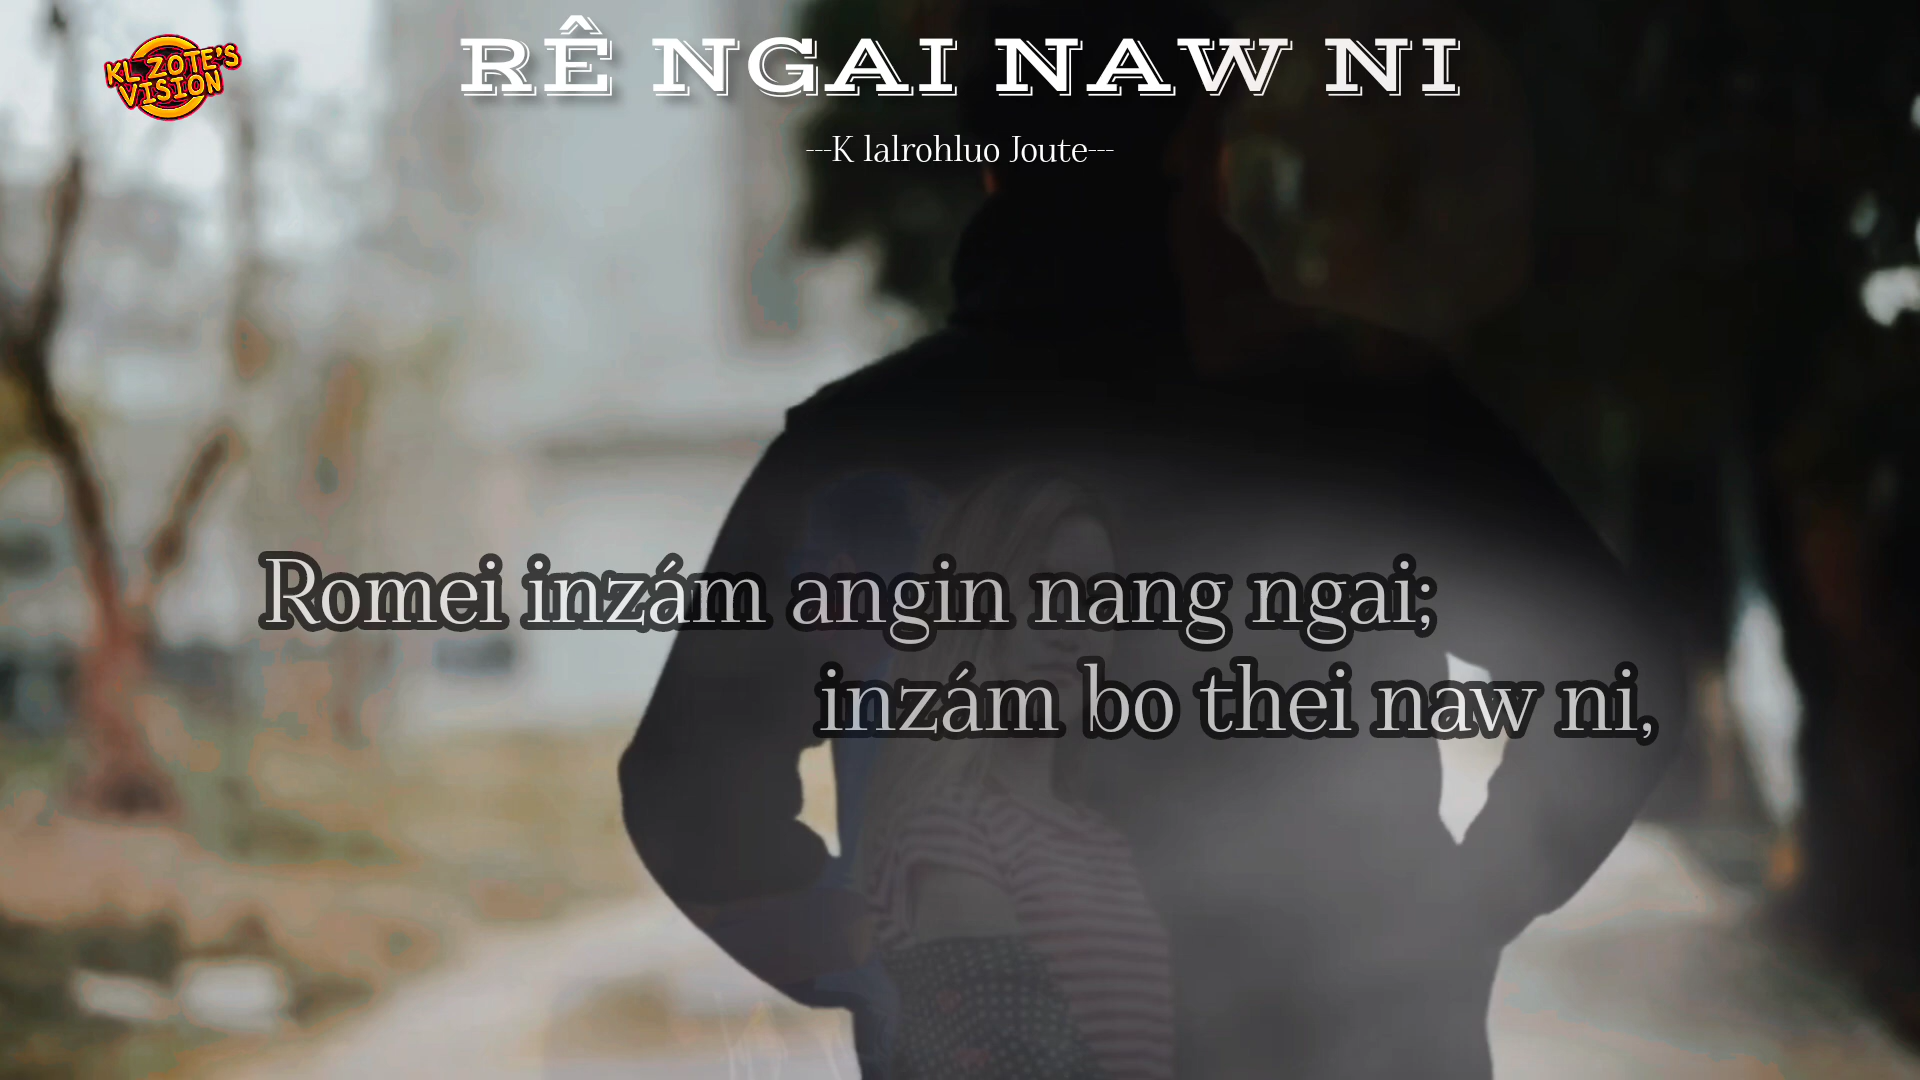 KL ZOTE'S
VISION
RÊ NGAI NAW NI
---K lalrohluo Joute---
Romei inzám angin nang ngai;
inzám bo thei naw ni,